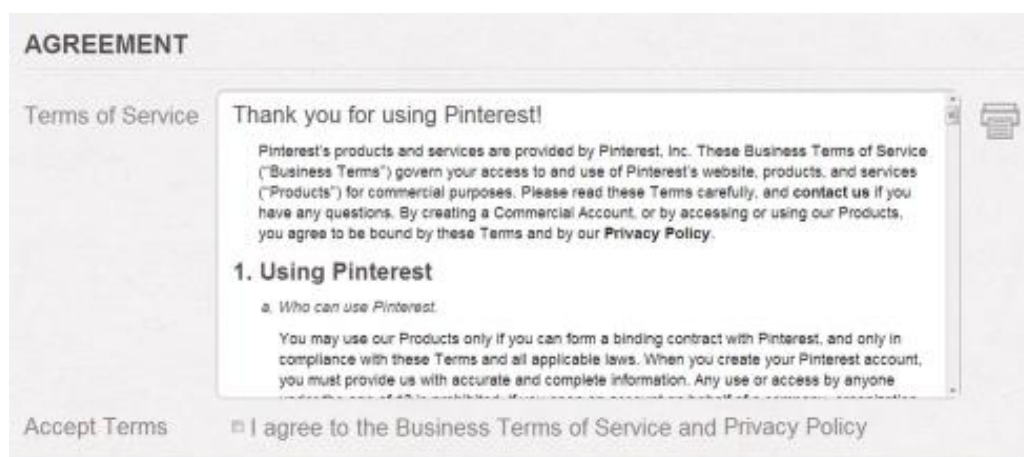 AGREEMENT
Terms of Service
Thank you for using Pinterest!
Pinterest's products and services are provided by Pinterest, Inc. These Business Terms of Service
("Business Terms") govern your access to and use of Pinterest's website, products, and services
("Products") for commercial purposes. Please read these Terms carefully, and contact us if you
have any questions. By creating a Commercial Account, or by accessing or using our Products,
you agree to be bound by these Terms and by our Privacy Policy.
1. Using Pinterest
a. Who can use Pinterest.
You may use our Products only if you can form a binding contract with Pinterest, and only in
compliance with these Terms and all applicable laws. When you create your Pinterest account,
you must provide us with accurate and complete information. Any use or access by anyone
Accept Terms
I agree to the Business Terms of Service and Privacy Policy